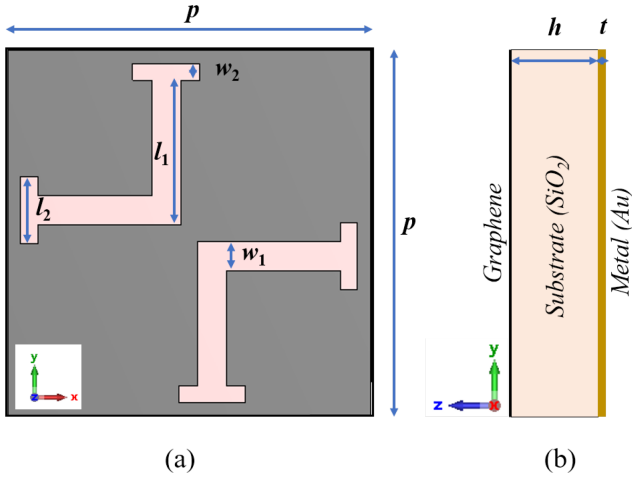 p
h t
w2
l1
l2
w1
p
y
z x
Graphene
Substrate (SiO2)
Metal (Au)
y
z x
(a) (b)